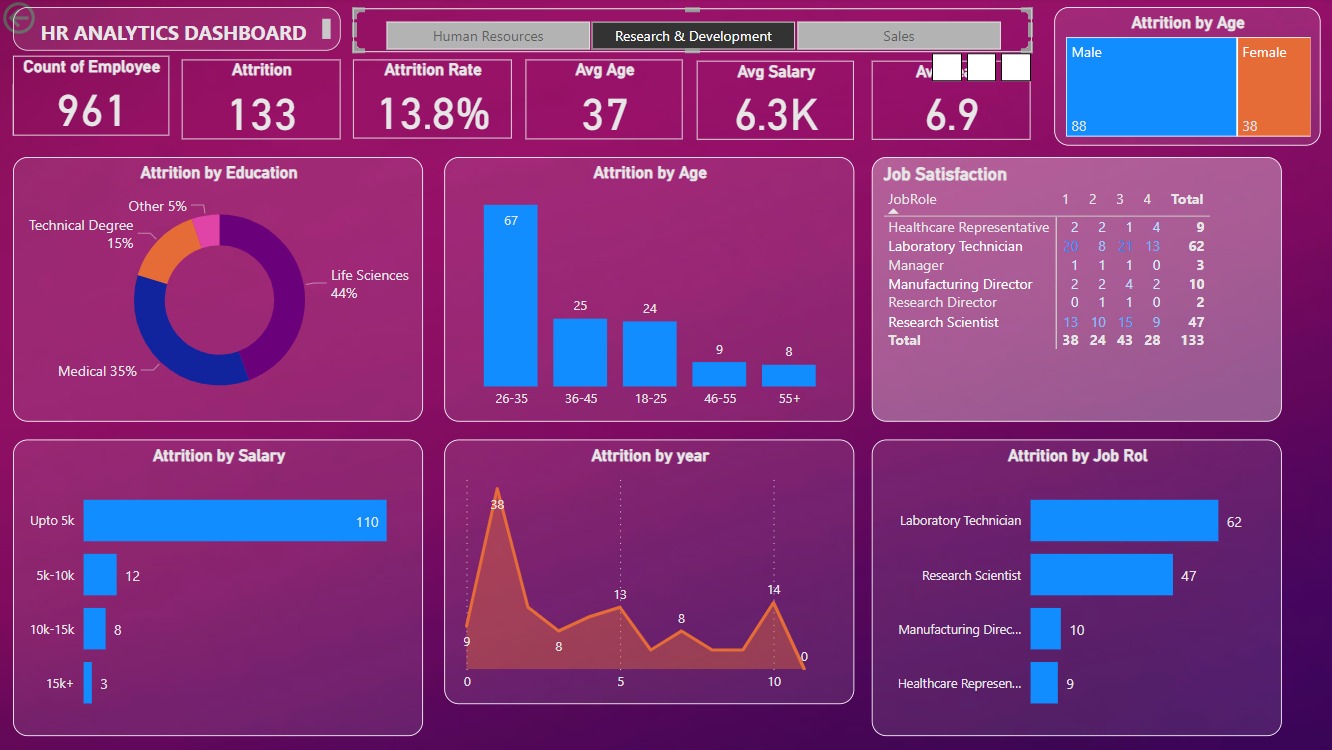 HR ANALYTICS DASHBOARD
Human Resources
Research & Development
Sales
Attrition by Age
Male
Female
88
38
Count of Employee
961
Attrition
133
Attrition Rate
13.8%
Avg Age
37
Avg Salary
6.3K
6.9
Attrition by Education
Other 5%
Technical Degree
15%
Life Sciences
44%
Medical 35%
Attrition by Age
67
25
24
9
8
26-35 36-45 18-25 46-55 55+
Job Satisfaction
JobRole 1 2 3 4 Total
Healthcare Representative 2 2 1 4 9
Laboratory Technician 20 8 21 13 62
Manager 1 1 1 0 3
Manufacturing Director 2 2 4 2 10
Research Director 0 1 1 0 2
Research Scientist 13 10 15 9 47
Total 38 24 43 28 133
Attrition by Salary
Upto 5k 110
5k-10k 12
10k-15k 8
15k+ 3
Attrition by year
38
13
14
9
8
8
0
0 5 10
Attrition by Job Rol
Laboratory Technician 62
Research Scientist 47
Manufacturing Direc... 10
Healthcare Represen... 9